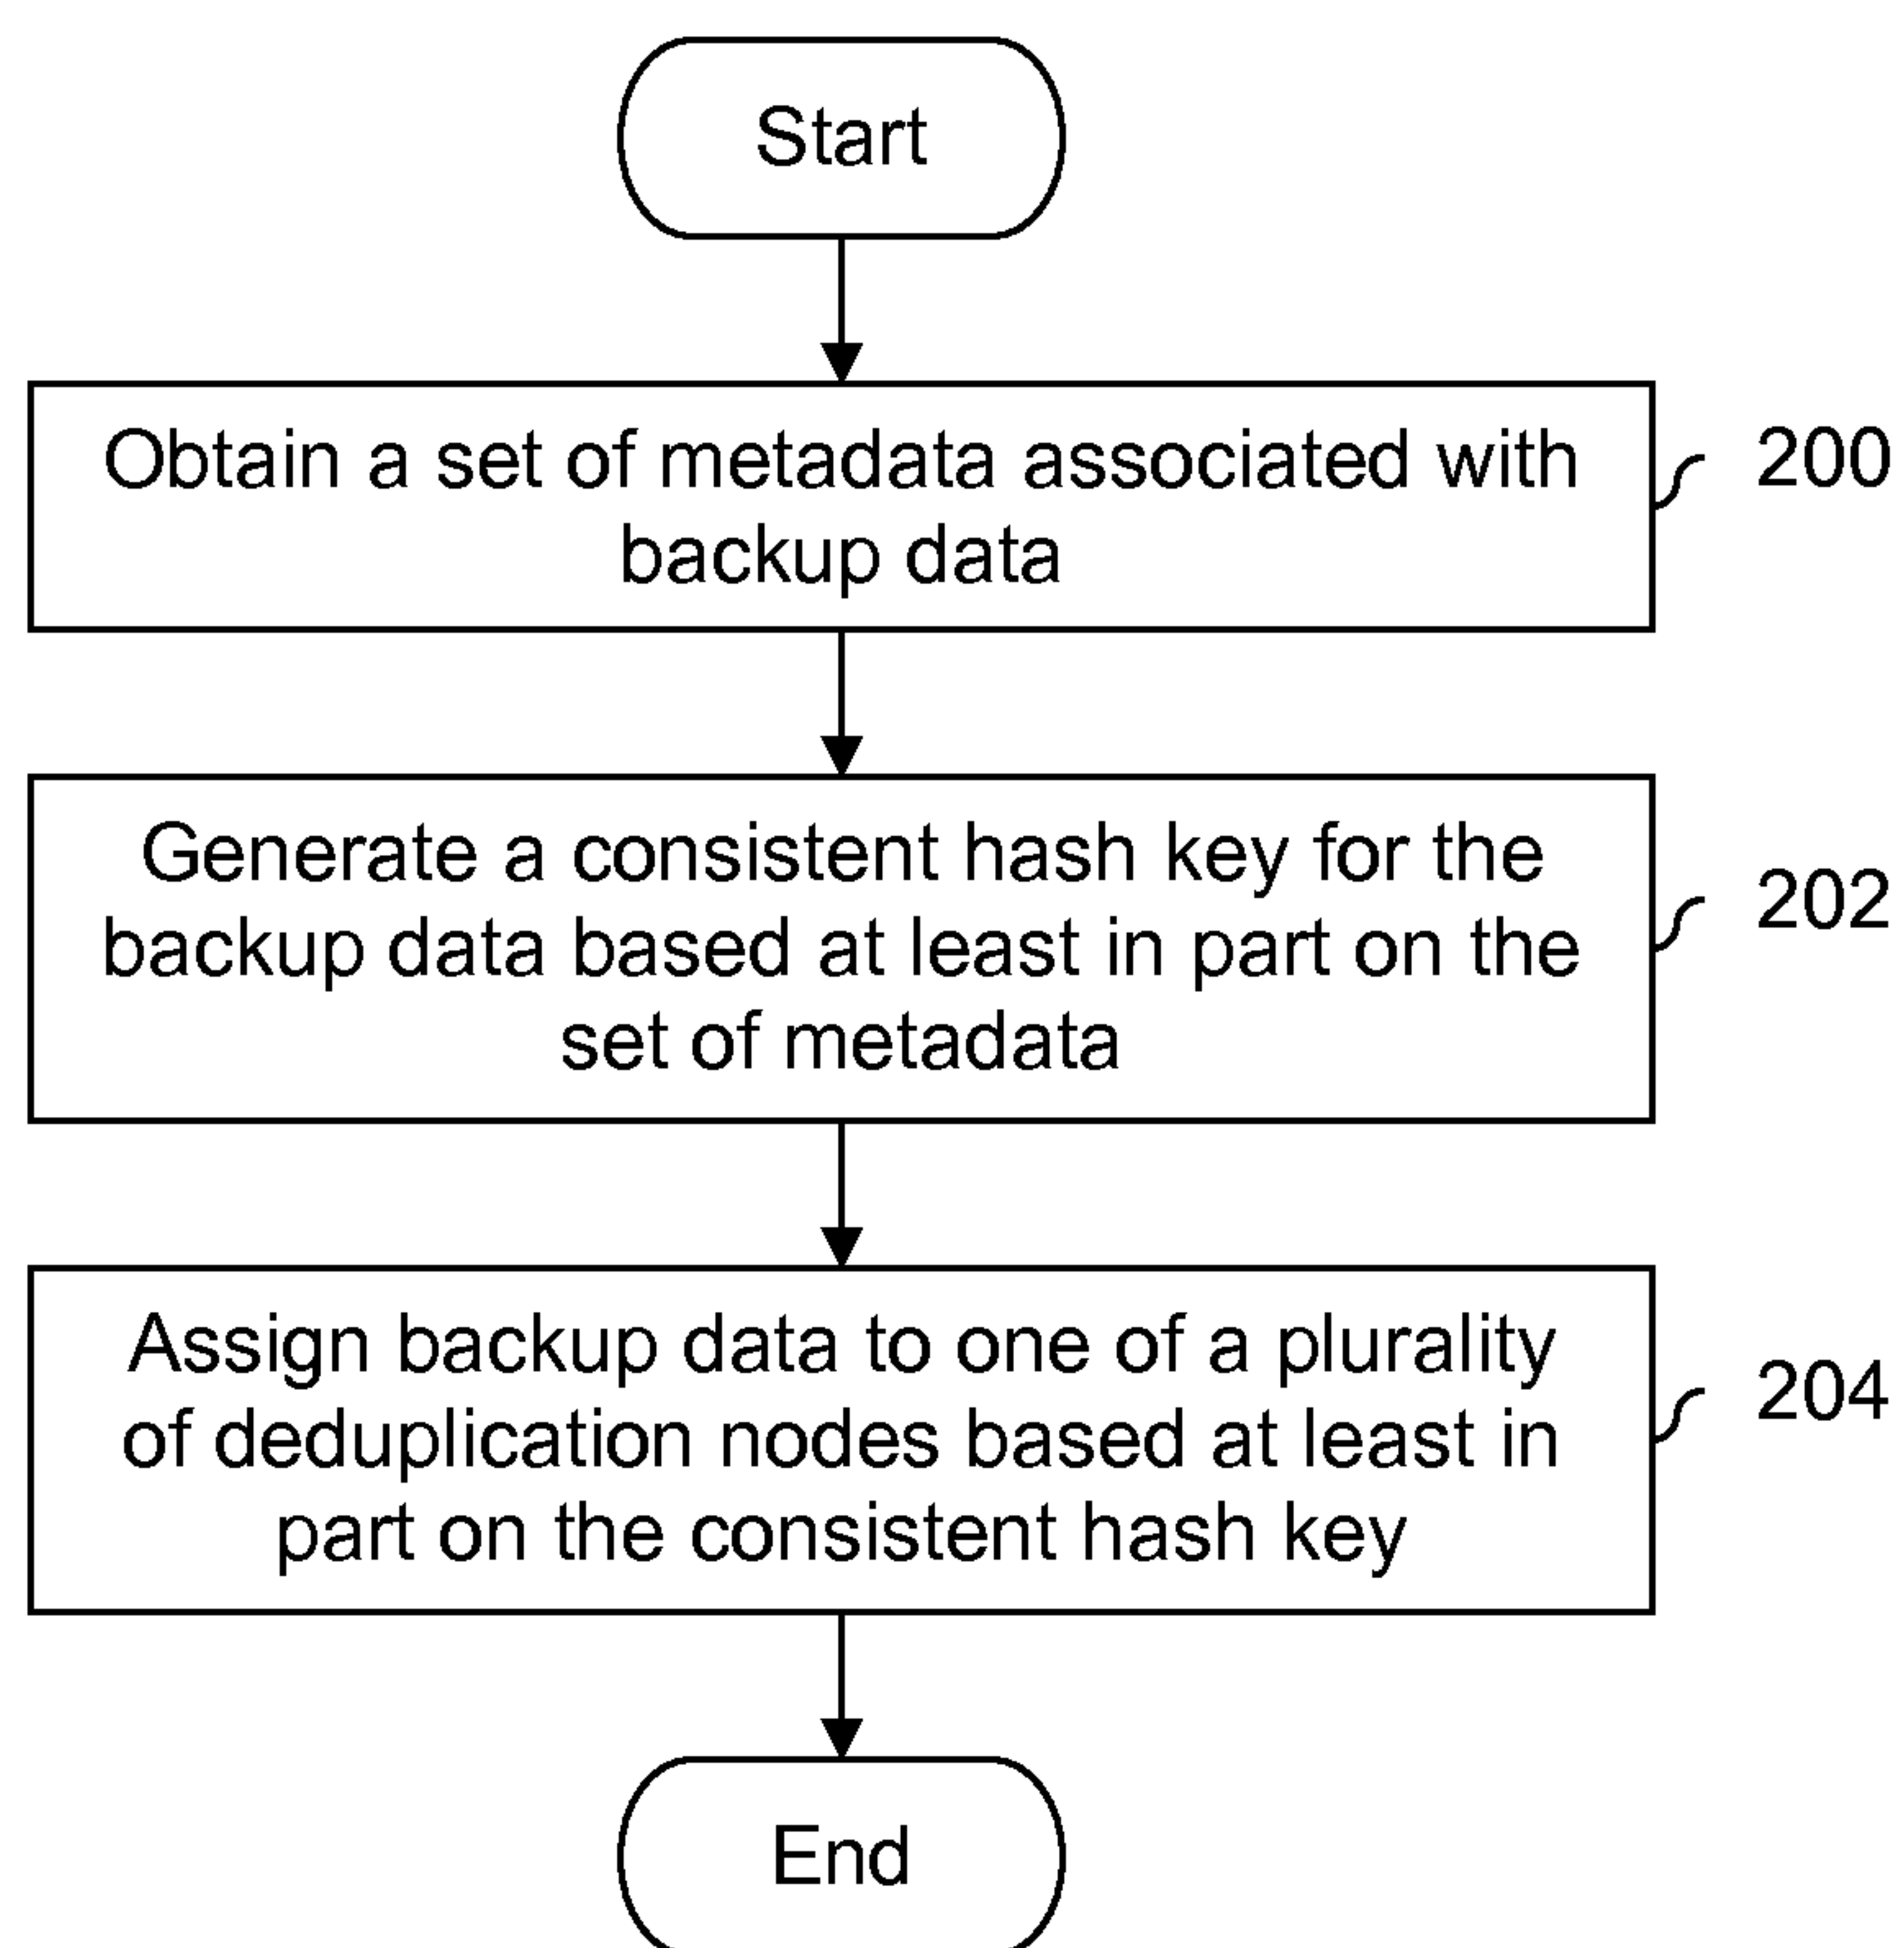 Start
Obtain a set of metadata associated with
backup data
200
Generate a consistent hash key for the
backup data based at least in part on the
set of metadata
202
Assign backup data to one of a plurality
of deduplication nodes based at least in
part on the consistent hash key
204
End